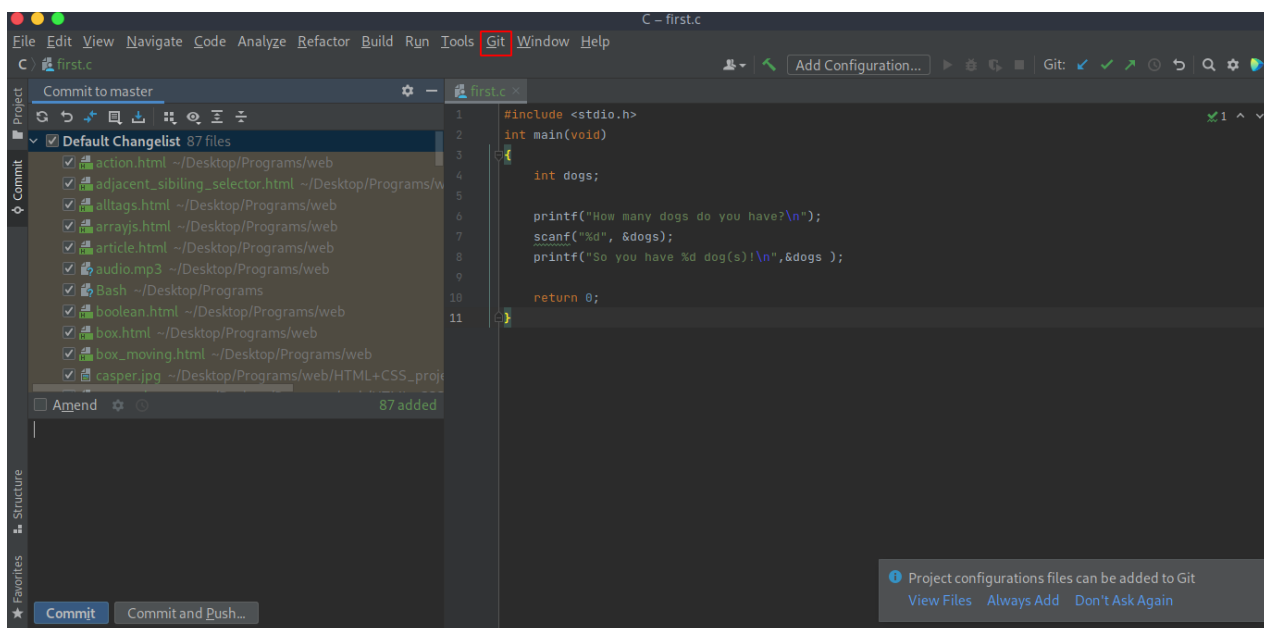 C – first.c
File Edit View Navigate Code Analyze Refactor Build Run Tools Git Window Help
C first.c Add Configuration... Git:
Project
Commit
Structure
Favorites
Commit to master
Default Changelist 87 files
action.html ~/Desktop/Programs/web
adjacent_sibiling_selector.html ~/Desktop/Programs/w
alltags.html ~/Desktop/Programs/web
arrayjs.html ~/Desktop/Programs/web
article.html ~/Desktop/Programs/web
audio.mp3 ~/Desktop/Programs/web
Bash ~/Desktop/Programs
boolean.html ~/Desktop/Programs/web
box.html ~/Desktop/Programs/web
box_moving.html ~/Desktop/Programs/web
casper.jpg ~/Desktop/Programs/web/HTML+CSS_proje
Amend 87 added
Commit Commit and Push...
first.c
1 #include <stdio.h> 1
2 int main(void)
3 {
4 int dogs;
5
6 printf("How many dogs do you have?\n");
7 scanf("%d", &dogs);
8 printf("So you have %d dog(s)!\n",&dogs );
9
10 return 0;
11 }
Project configurations files can be added to Git
View Files Always Add Don't Ask Again